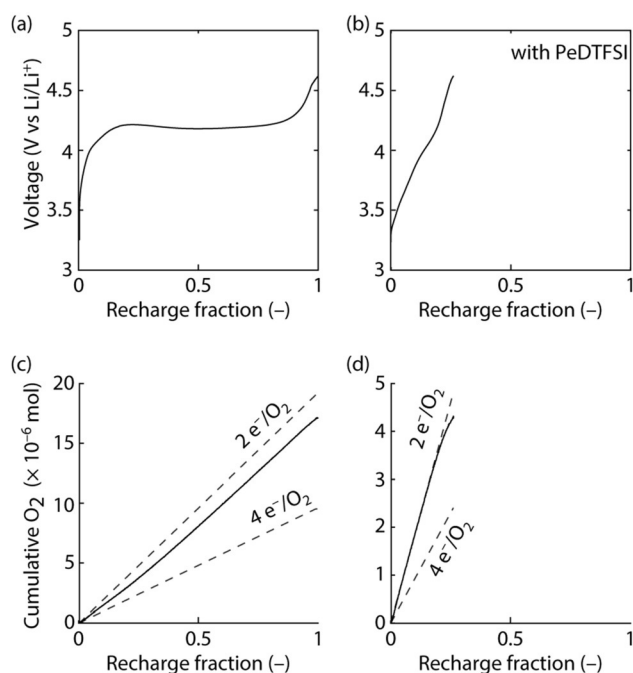 (a)
5
4.5
4
3.5
3
Voltage (V vs Li/Li⁺)
0
0.5
1
Recharge fraction (–)
(b)
with PeDTFSI
5
4.5
4
3.5
3
0
0.5
1
Recharge fraction (–)
(c)
20
15
10
5
0
Cumulative O₂ (× 10⁻⁶ mol)
2 e⁻/O₂
4 e⁻/O₂
0
0.5
1
Recharge fraction (–)
(d)
5
4
3
2
1
0
2 e⁻/O₂
4 e⁻/O₂
0
0.5
1
Recharge fraction (–)